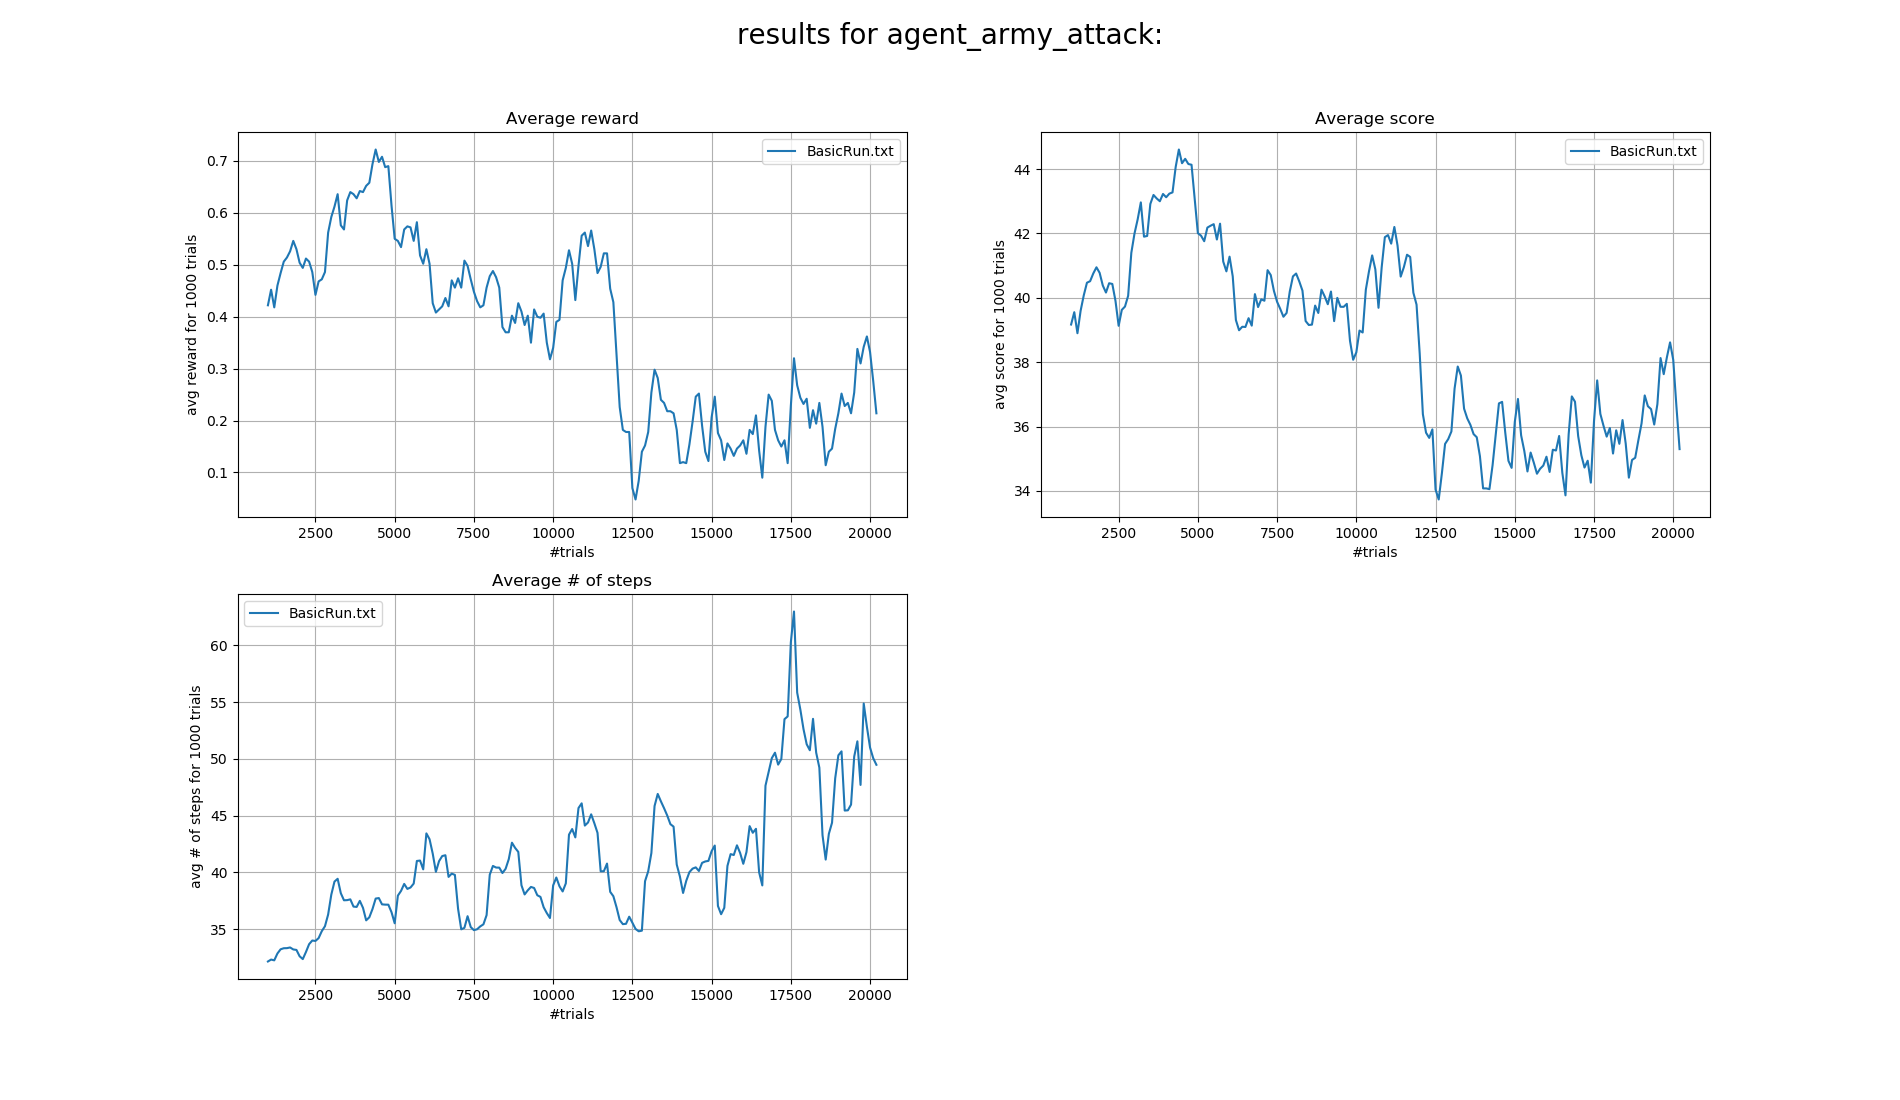 results for agent_army_attack:
Average reward
BasicRun.txt
avg reward for 1000 trials
0.7
0.6
0.5
0.4
0.3
0.2
0.1
2500 5000 7500 10000 12500 15000 17500 20000
#trials
Average score
BasicRun.txt
avg score for 1000 trials
44
42
40
38
36
34
2500 5000 7500 10000 12500 15000 17500 20000
#trials
Average # of steps
BasicRun.txt
avg # of steps for 1000 trials
60
55
50
45
40
35
2500 5000 7500 10000 12500 15000 17500 20000
#trials